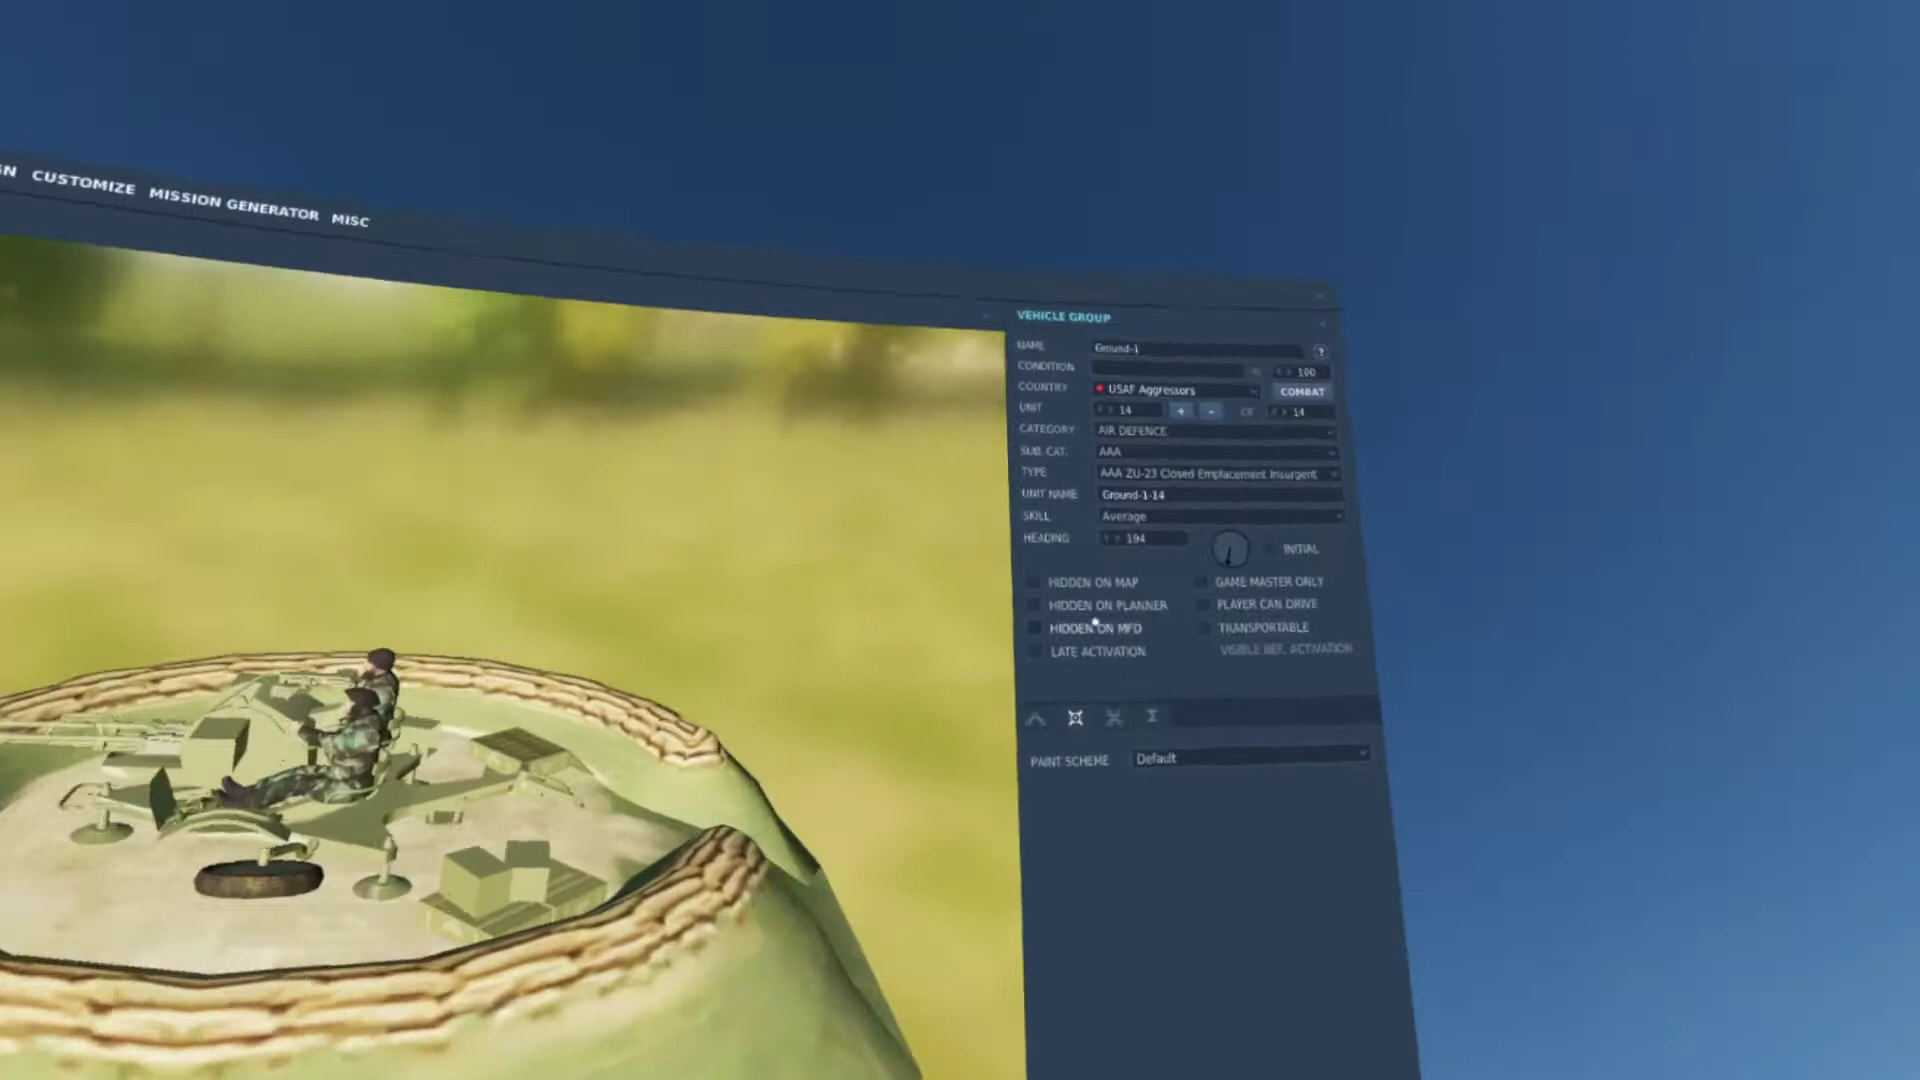 GN CUSTOMIZE MISSION GENERATOR MISC
VEHICLE GROUP
NAME Ground-1 ?
CONDITION % < > 100
COUNTRY USAF Aggressors COMBAT
UNIT < > 14 + - OF < > 14
CATEGORY AIR DEFENCE
SUB. CAT. AAA
TYPE AAA ZU-23 Closed Emplacement Insurgent
UNIT NAME Ground-1-14
SKILL Average
HEADING < > 194 INITIAL
HIDDEN ON MAP GAME MASTER ONLY
HIDDEN ON PLANNER PLAYER CAN DRIVE
HIDDEN ON MFD TRANSPORTABLE
LATE ACTIVATION VISIBLE BEF. ACTIVATION
PAINT SCHEME Default